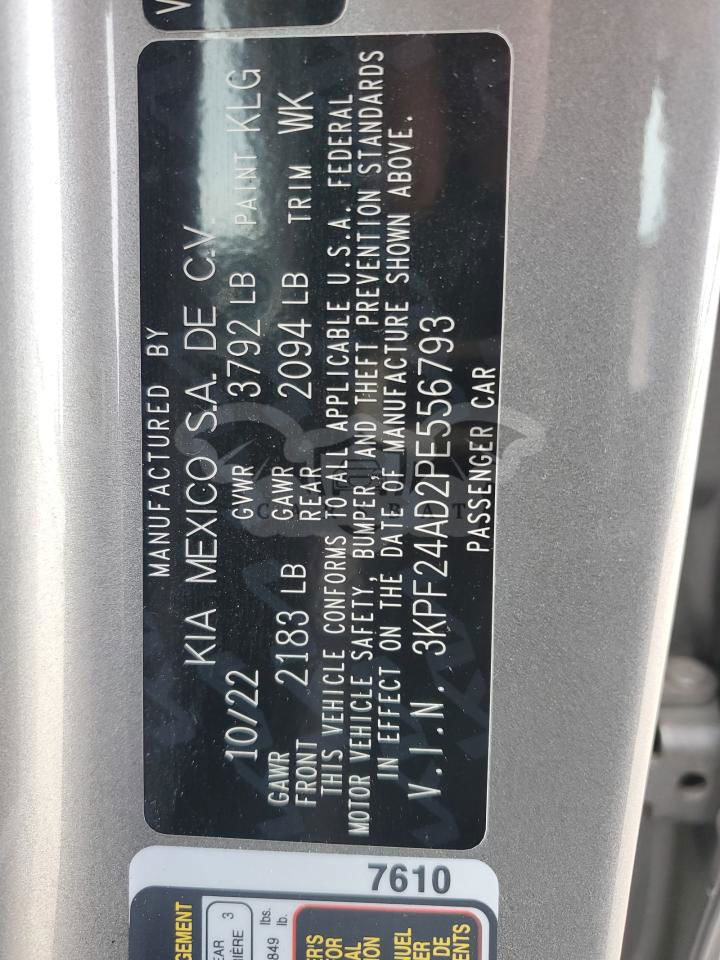 MANUFACTURED BY
KIA MEXICO S.A. DE C.V.
10/22 GVWR 3792 LB PAINT KLG
GAWR FRONT 2183 LB GAWR REAR 2094 LB TRIM WK
THIS VEHICLE CONFORMS TO ALL APPLICABLE U.S.A. FEDERAL
MOTOR VEHICLE SAFETY, BUMPER, AND THEFT PREVENTION STANDARDS
IN EFFECT ON THE DATE OF MANUFACTURE SHOWN ABOVE.
V.I.N. 3KPF24AD2PE556793
PASSENGER CAR
7610